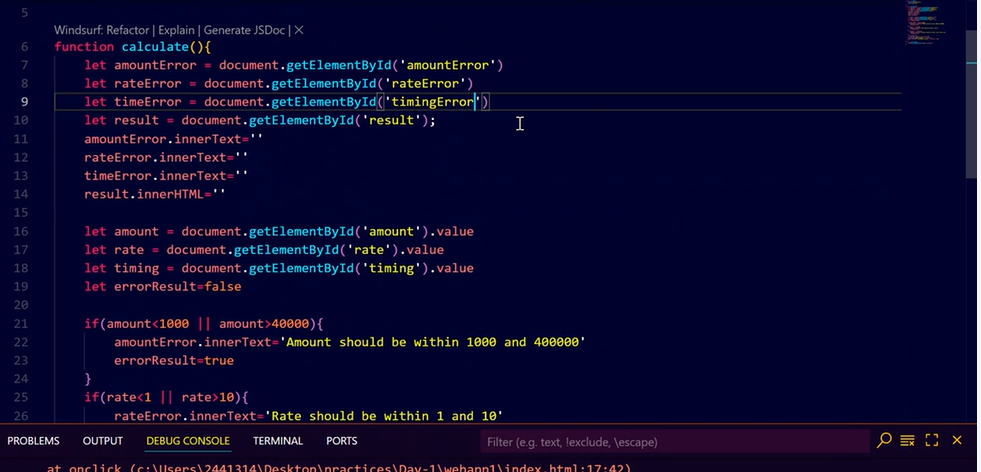 5
Windsurf: Refactor | Explain | Generate JSDoc | X
6 function calculate(){
7 let amountError = document.getElementById('amountError')
8 let rateError = document.getElementById('rateError')
9 let timeError = document.getElementById('timingError')
10 let result = document.getElementById('result');
11 amountError.innerText=''
12 rateError.innerText=''
13 timeError.innerText=''
14 result.innerHTML=''
15
16 let amount = document.getElementById('amount').value
17 let rate = document.getElementById('rate').value
18 let timing = document.getElementById('timing').value
19 let errorResult=false
20
21 if(amount<1000 || amount>40000){
22 amountError.innerText='Amount should be within 1000 and 400000'
23 errorResult=true
24 }
25 if(rate<1 || rate>10){
26 rateError.innerText='Rate should be within 1 and 10'
PROBLEMS OUTPUT DEBUG CONSOLE TERMINAL PORTS Filter (e.g. text, !exclude, \escape)
at onclick (c:\Users\2441314\Desktop\practices\Day-1\webapp1\index.html:17:42)